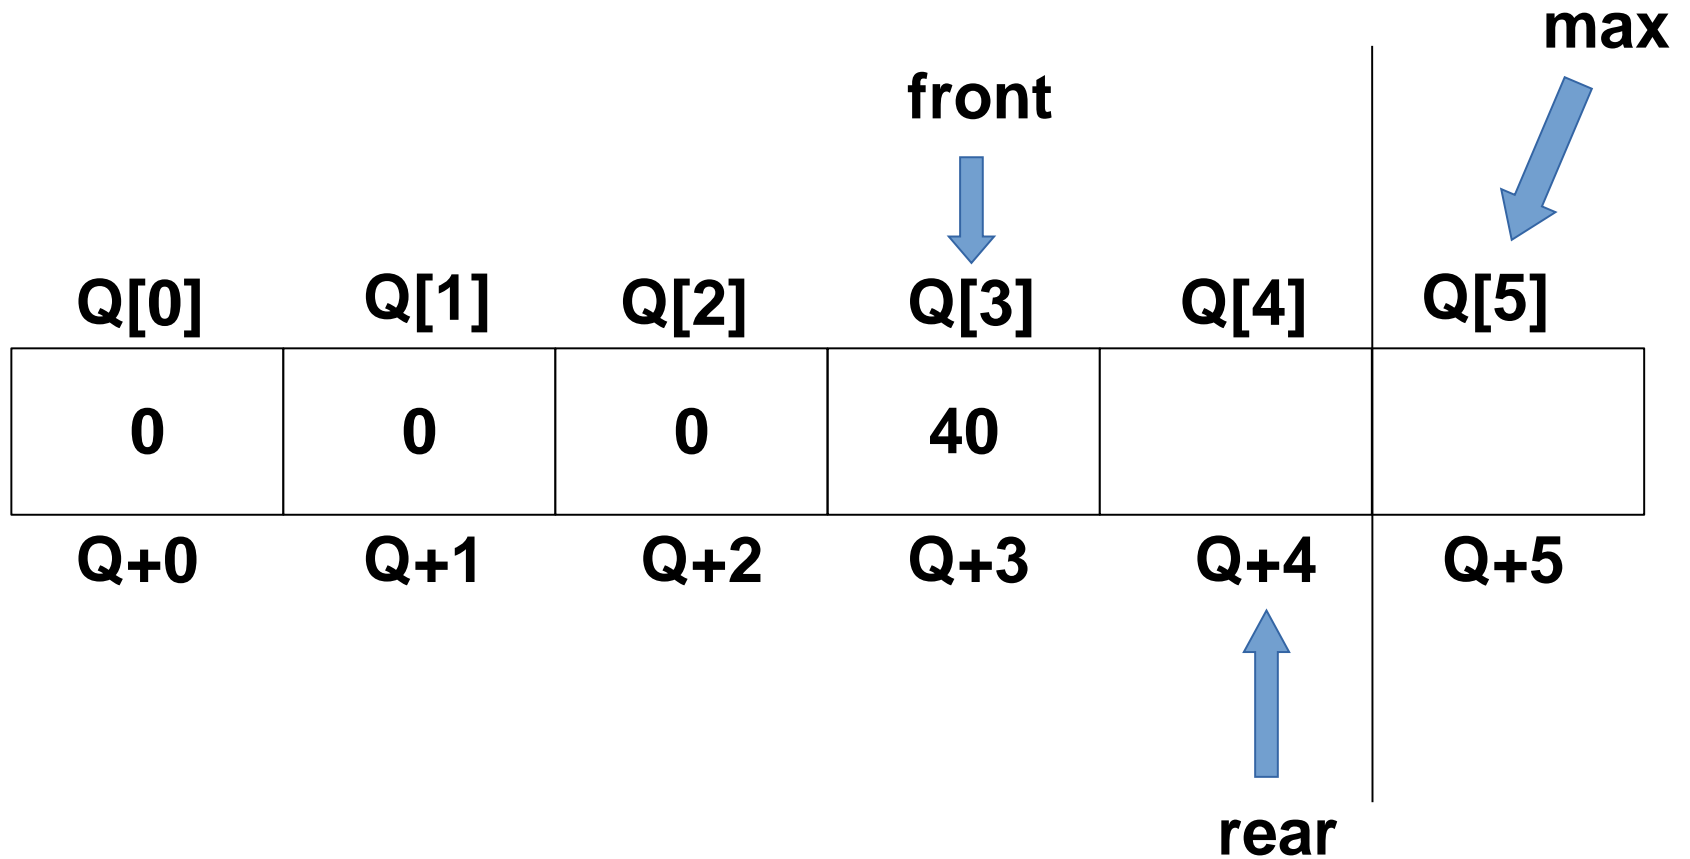 max
front
Q[0] Q[1] Q[2] Q[3] Q[4] Q[5]
0 0 0 40
Q+0 Q+1 Q+2 Q+3 Q+4 Q+5
rear